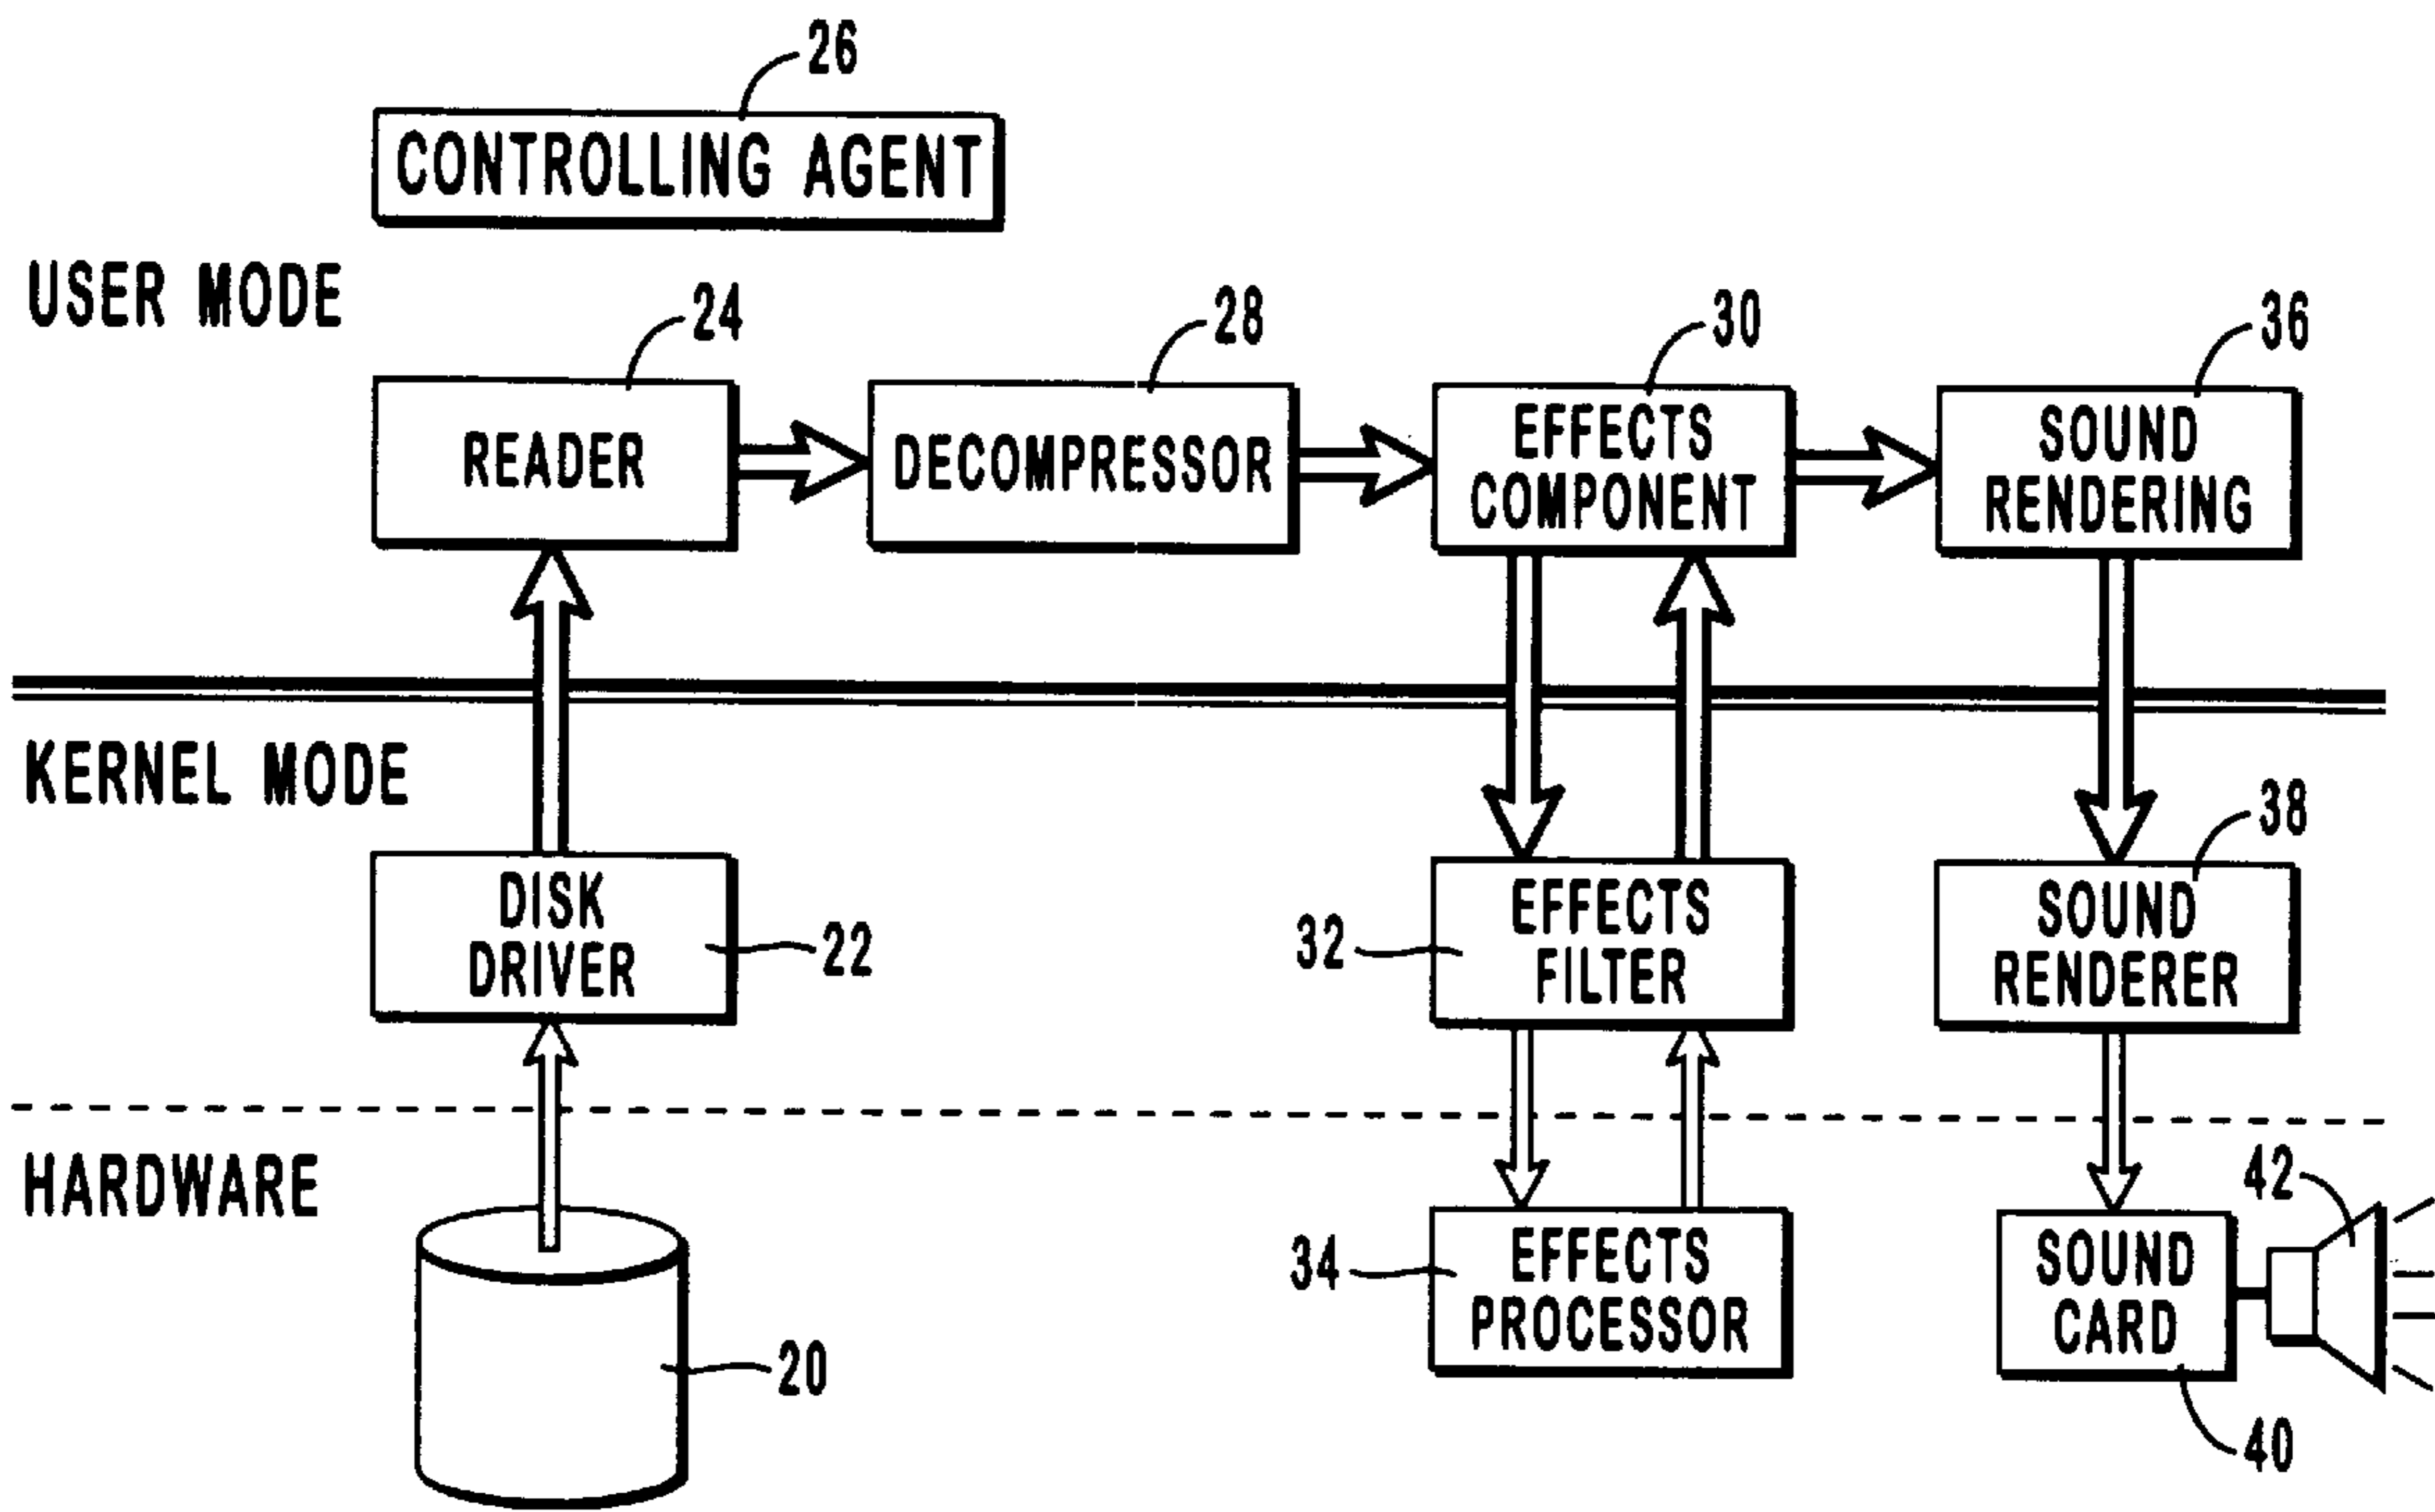 26
CONTROLLING AGENT
USER MODE
24
28
30
36
READER
DECOMPRESSOR
EFFECTS
COMPONENT
SOUND
RENDERING
KERNEL MODE
38
DISK
DRIVER
22
32
EFFECTS
FILTER
SOUND
RENDERER
HARDWARE
42
34
EFFECTS
PROCESSOR
SOUND
CARD
20
40